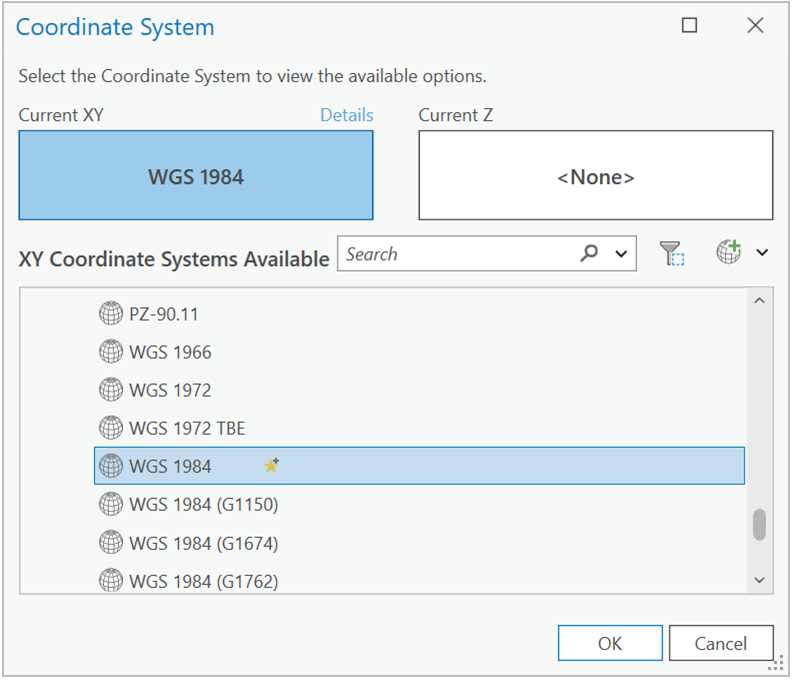 Coordinate System
Select the Coordinate System to view the available options.
Current XY Details Current Z
WGS 1984 <None>
XY Coordinate Systems Available Search
PZ-90.11
WGS 1966
WGS 1972
WGS 1972 TBE
WGS 1984
WGS 1984 (G1150)
WGS 1984 (G1674)
WGS 1984 (G1762)
OK Cancel